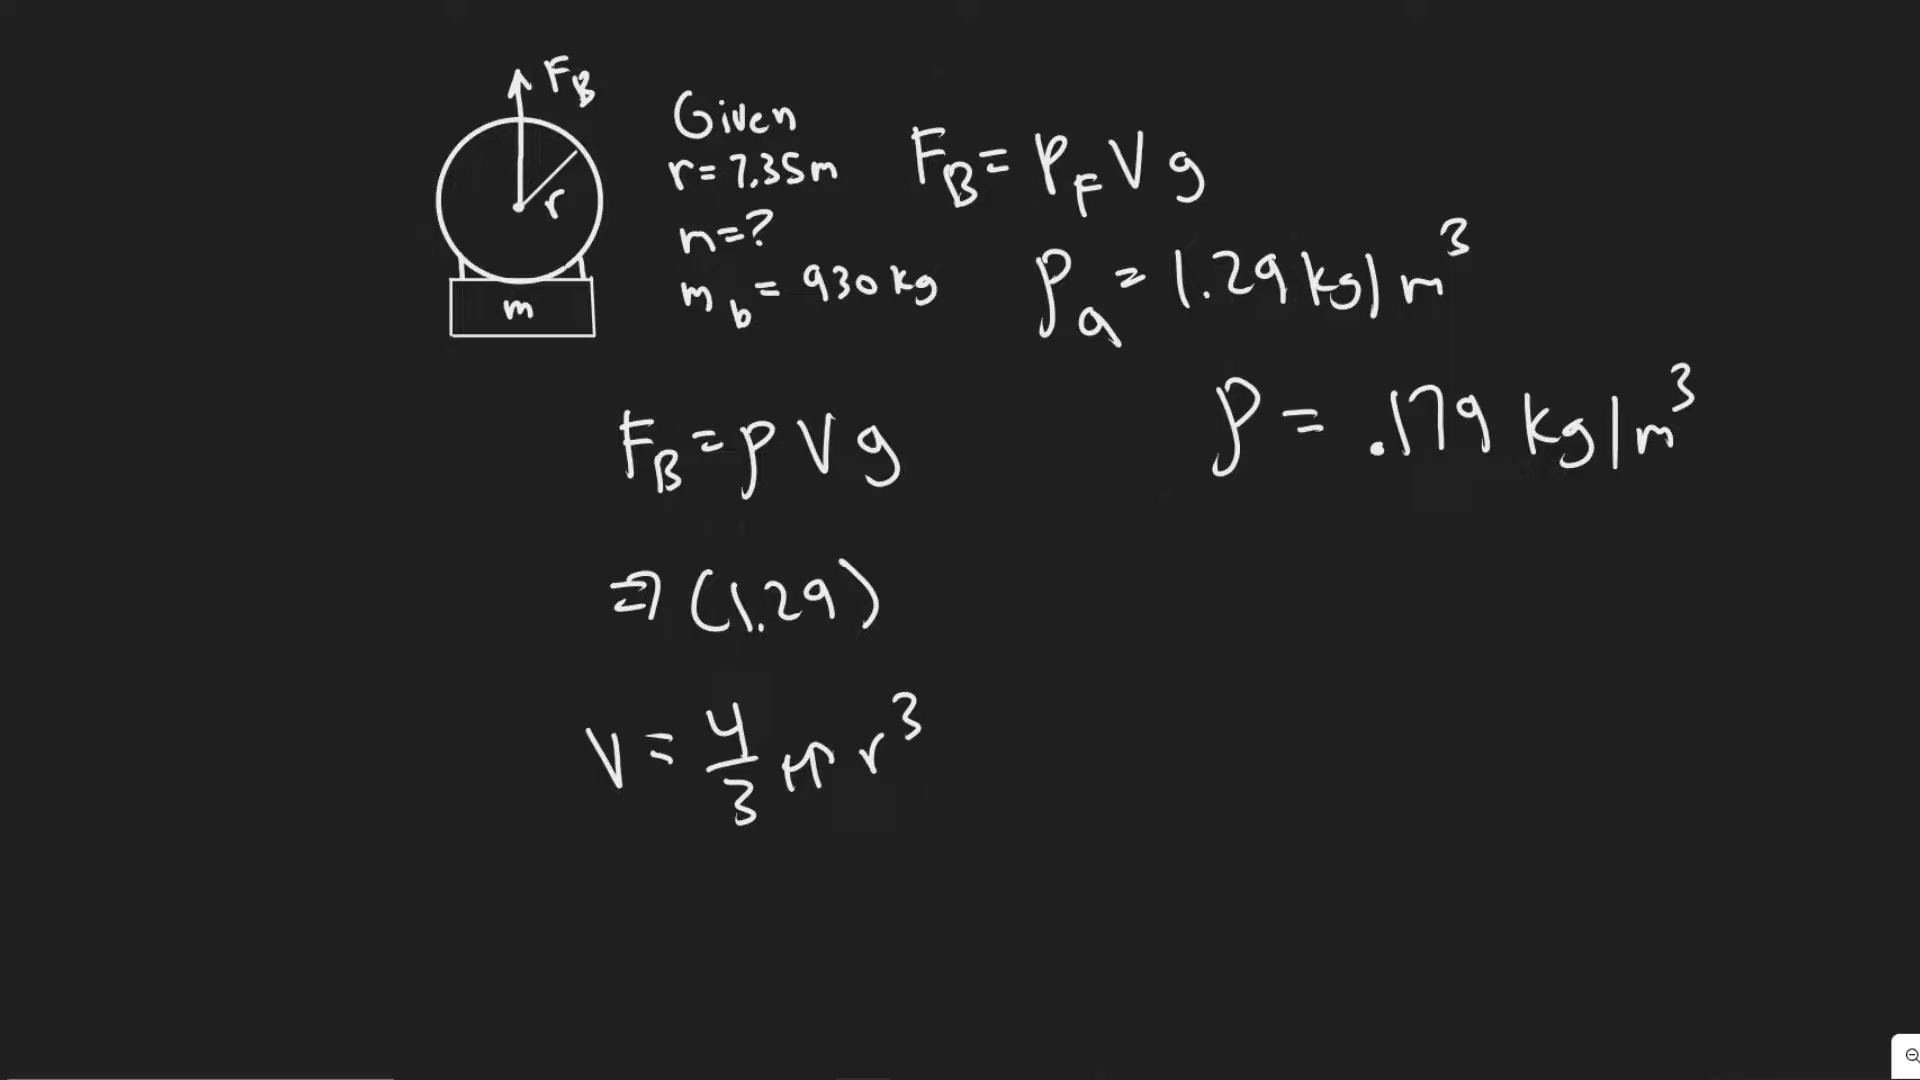 F_B
r
m
Given
r = 7.35m
m = ?
m_b = 930 kg
F_B = ρ_F V g
ρ_a = 1.29 kg/m³
ρ = .179 kg/m³
F_B = ρ V g
⇒ (1.29)
V = 4/3 π r³